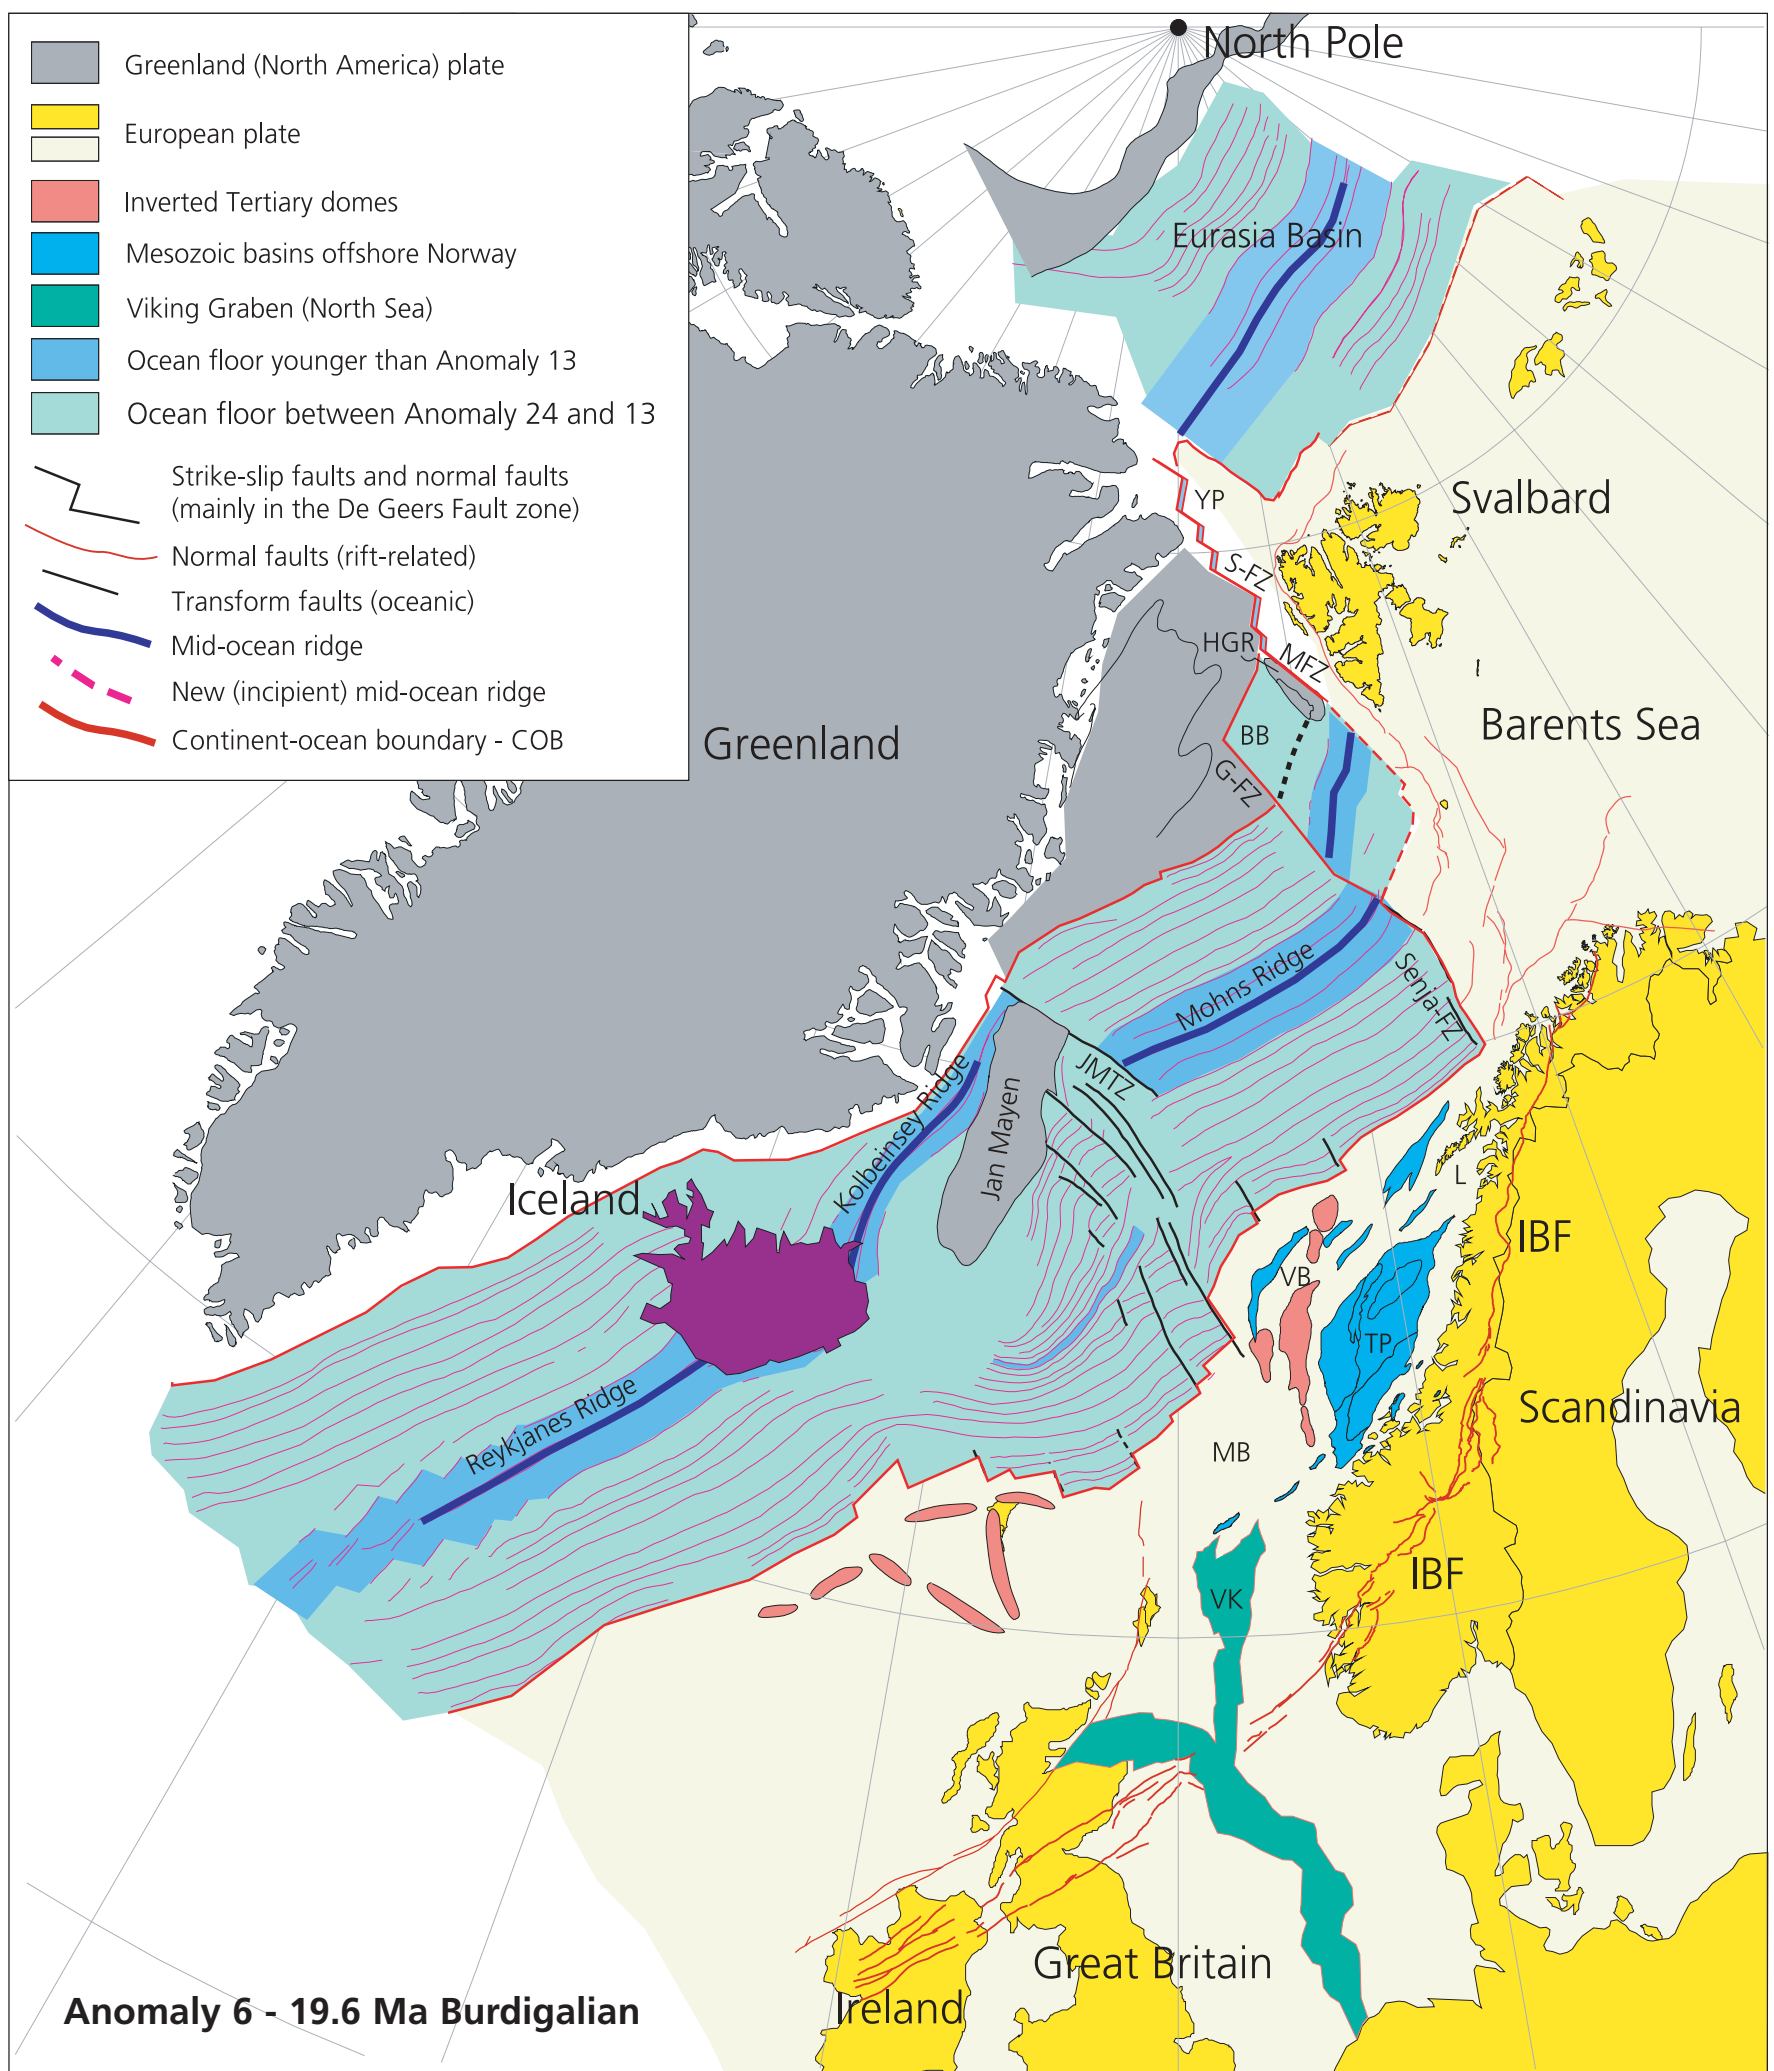 Greenland (North America) plate
European plate
Inverted Tertiary domes
Mesozoic basins offshore Norway
Viking Graben (North Sea)
Ocean floor younger than Anomaly 13
Ocean floor between Anomaly 24 and 13
Strike-slip faults and normal faults
(mainly in the De Geers Fault zone)
Normal faults (rift-related)
Transform faults (oceanic)
Mid-ocean ridge
New (incipient) mid-ocean ridge
Continent-ocean boundary - COB
North Pole
Eurasia Basin
YP
Svalbard
S-FZ
HGR
MFZ
Barents Sea
BB
Greenland
G-FZ
Mohns Ridge
Senja-FZ
JMTZ
Kolbeinsey Ridge
Jan Mayen
L
Iceland
IBF
VB
TP
Reykjanes Ridge
Scandinavia
MB
IBF
VK
Great Britain
Ireland
Anomaly 6 - 19.6 Ma Burdigalian